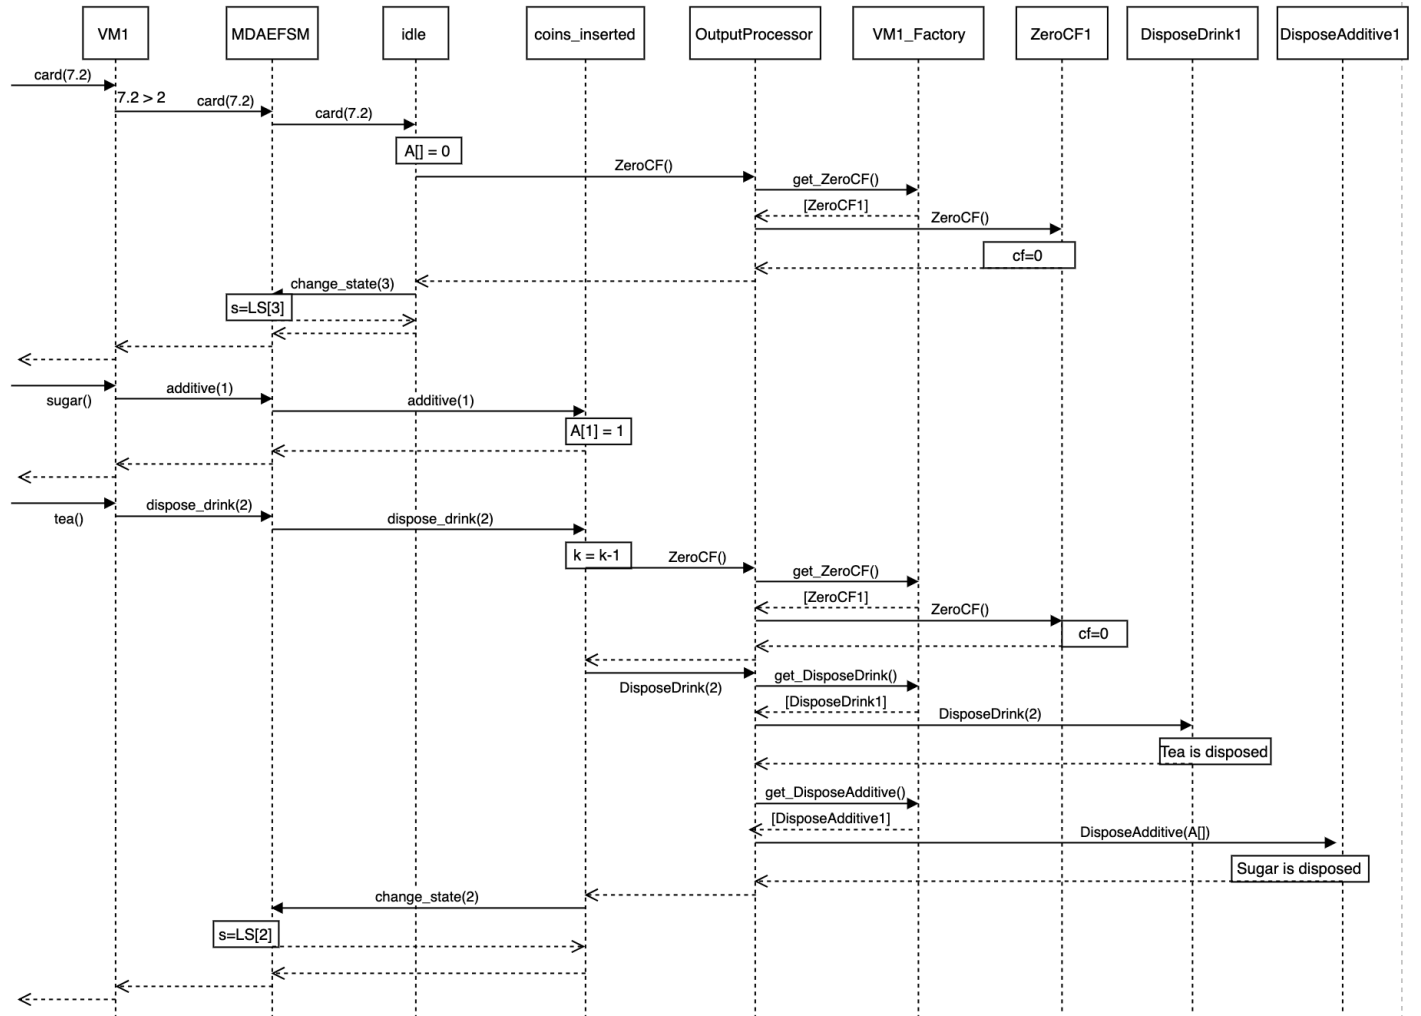 VM1
MDAEFSM
idle
coins_inserted
OutputProcessor
VM1_Factory
ZeroCF1
DisposeDrink1
DisposeAdditive1
card(7.2)
7.2 > 2
card(7.2)
card(7.2)
A[] = 0
ZeroCF()
get_ZeroCF()
[ZeroCF1]
ZeroCF()
cf=0
change_state(3)
s=LS[3]
sugar()
additive(1)
additive(1)
A[1] = 1
tea()
dispose_drink(2)
dispose_drink(2)
k = k-1
ZeroCF()
get_ZeroCF()
[ZeroCF1]
ZeroCF()
cf=0
DisposeDrink(2)
get_DisposeDrink()
[DisposeDrink1]
DisposeDrink(2)
Tea is disposed
get_DisposeAdditive()
[DisposeAdditive1]
DisposeAdditive(A[])
Sugar is disposed
change_state(2)
s=LS[2]